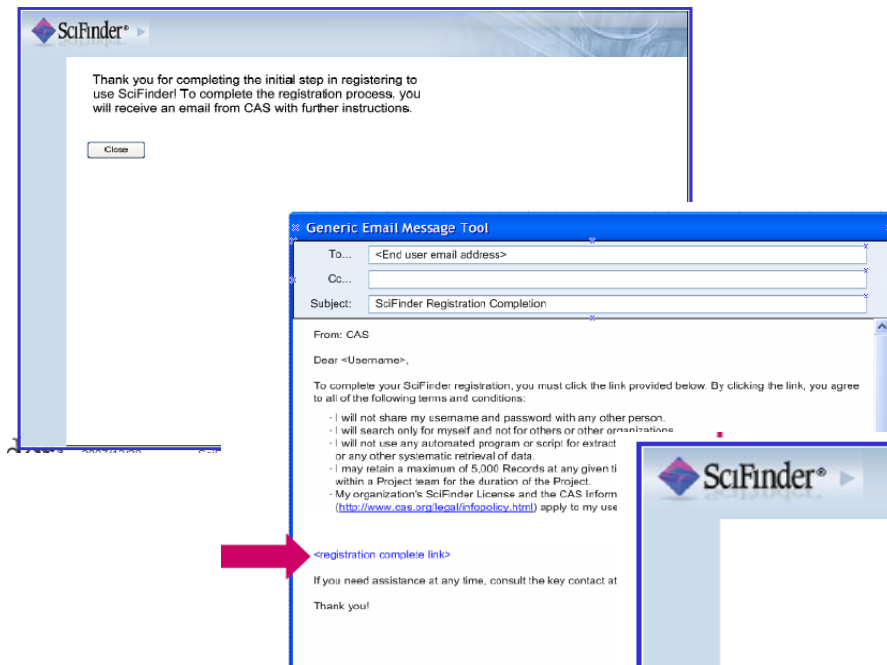 SciFinder®
Thank you for completing the initial step in registering to
use SciFinder! To complete the registration process, you
will receive an email from CAS with further instructions.
Close
Generic Email Message Tool
To... <End user email address>
Cc...
Subject: SciFinder Registration Completion
From: CAS
Dear <Username>,
To complete your SciFinder registration, you must click the link provided below. By clicking the link, you agree
to all of the following terms and conditions:
· I will not share my username and password with any other person.
· I will search only for myself and not for others or other organizations.
· I will not use any automated program or script for extract
or any other systematic retrieval of data.
· I may retain a maximum of 5,000 Records at any given ti
within a Project team for the duration of the Project.
· My organization's SciFinder License and the CAS Inform
(http://www.cas.org/legal/infopolicy.html) apply to my use
<registration complete link>
If you need assistance at any time, consult the key contact at
Thank you!
SciFinder®